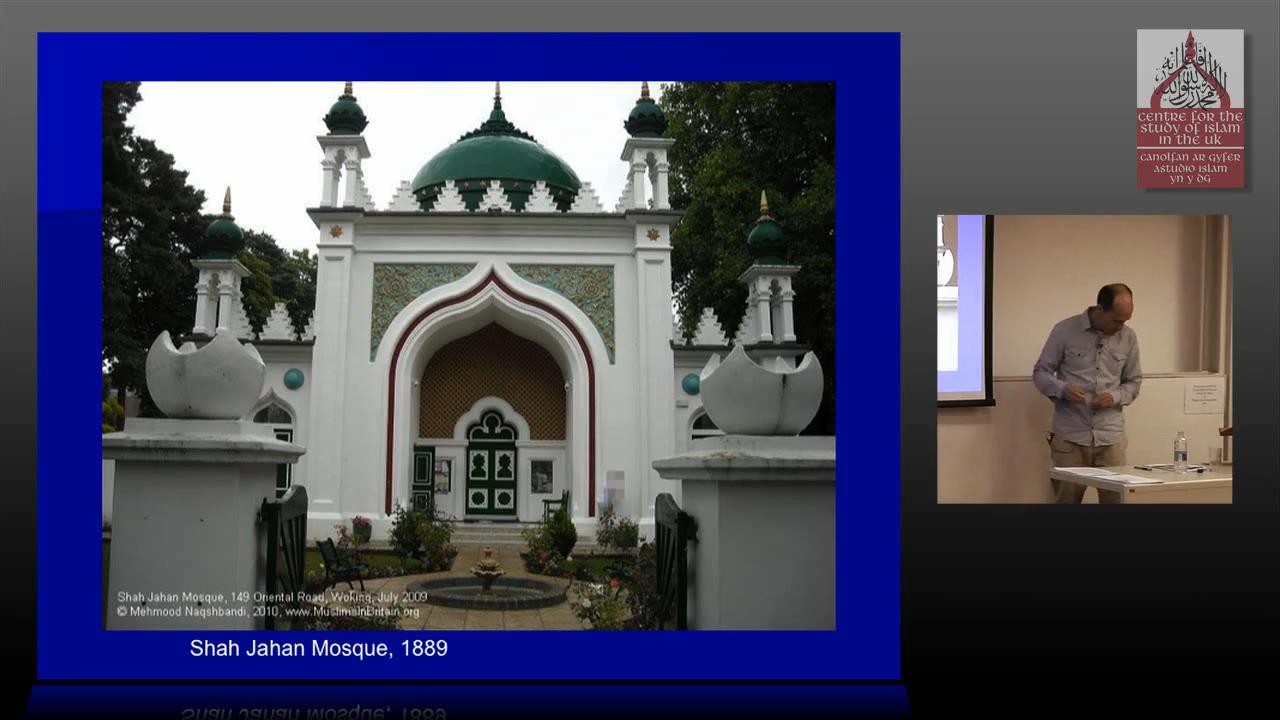 CENTRE FOR THE
STUDY OF ISLAM
IN THE UK
CANOLFAN AR GYFER
ASTUDIO ISLAM
YN Y DG
Shah Jahan Mosque, 149 Oriental Road, Woking, July 2009
© Mehmood Naqshbandi, 2010, www.MuslimsInBritain.org
Shah Jahan Mosque, 1889